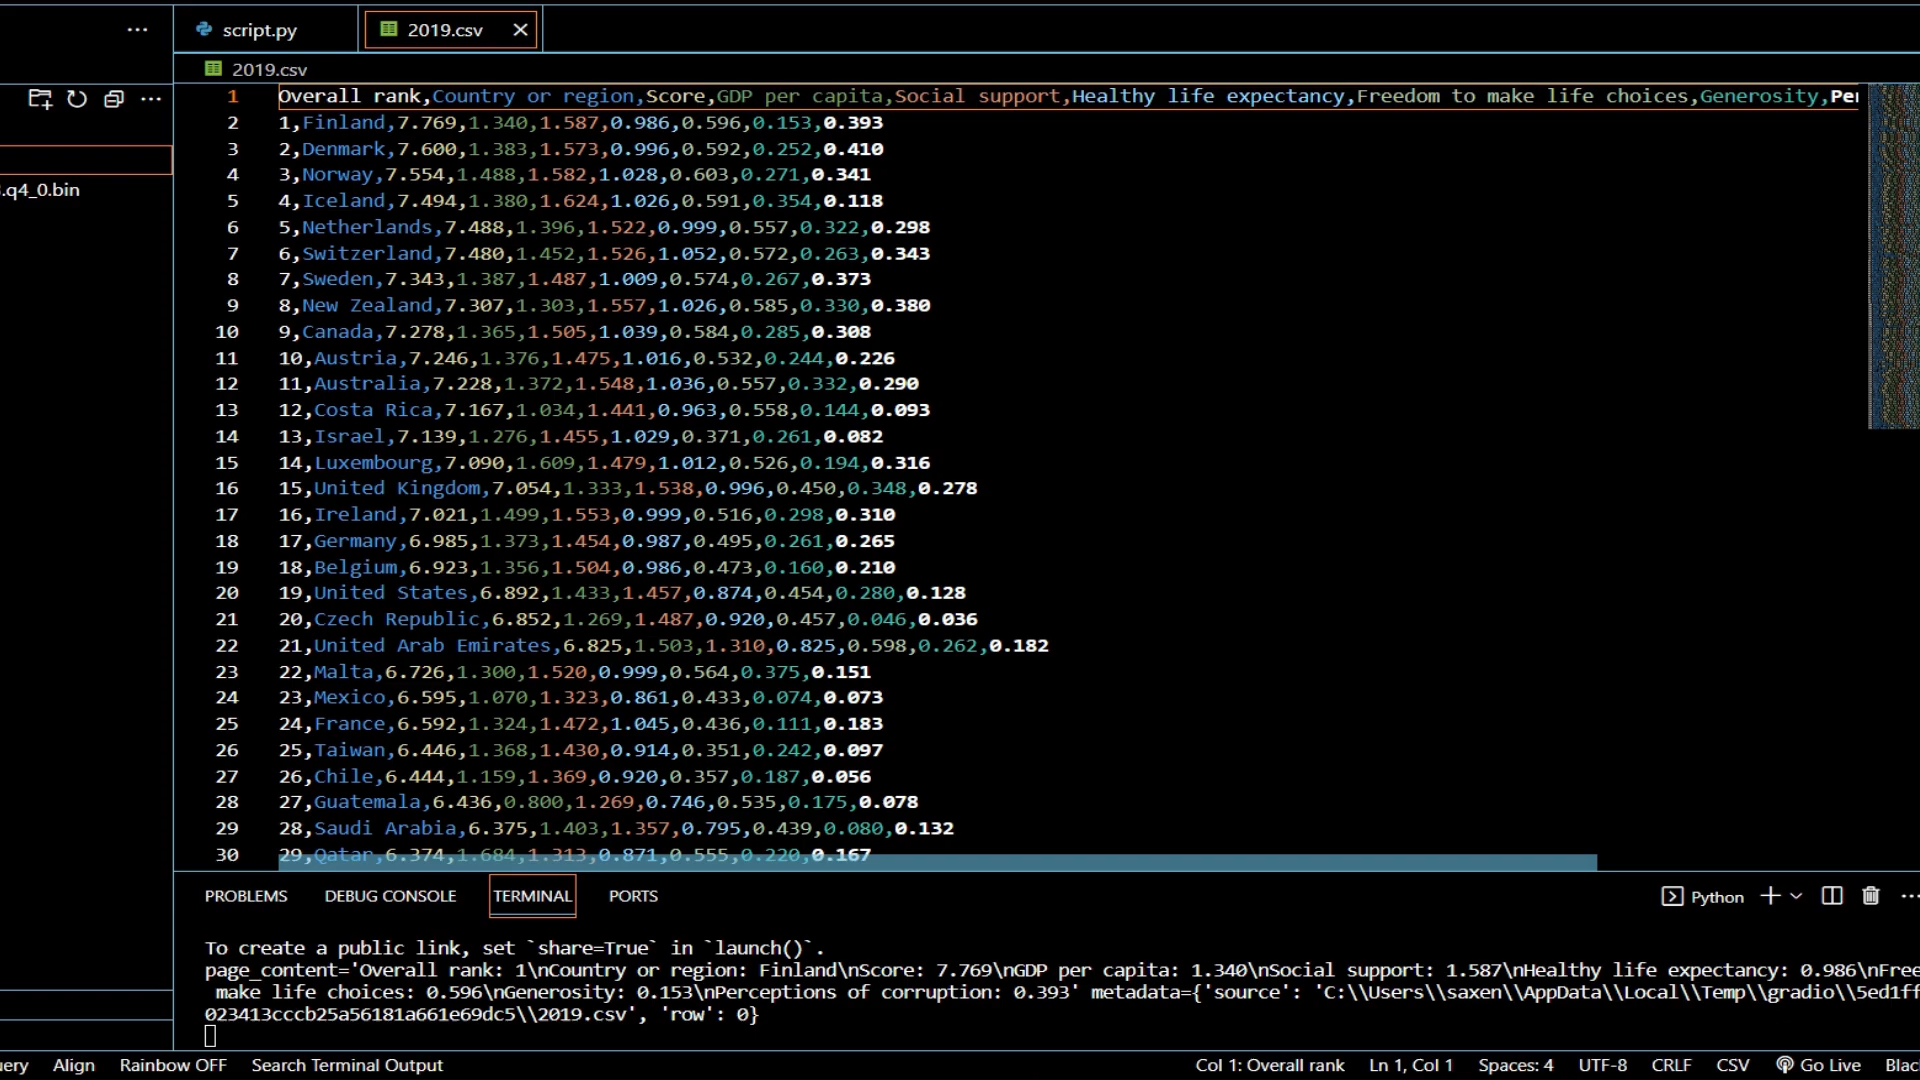 script.py
2019.csv
2019.csv
.q4_0.bin
1 Overall rank,Country or region,Score,GDP per capita,Social support,Healthy life expectancy,Freedom to make life choices,Generosity,
2 1,Finland,7.769,1.340,1.587,0.986,0.596,0.153,0.393
3 2,Denmark,7.600,1.383,1.573,0.996,0.592,0.252,0.410
4 3,Norway,7.554,1.488,1.582,1.028,0.603,0.271,0.341
5 4,Iceland,7.494,1.380,1.624,1.026,0.591,0.354,0.118
6 5,Netherlands,7.488,1.396,1.522,0.999,0.557,0.322,0.298
7 6,Switzerland,7.480,1.452,1.526,1.052,0.572,0.263,0.343
8 7,Sweden,7.343,1.387,1.487,1.009,0.574,0.267,0.373
9 8,New Zealand,7.307,1.303,1.557,1.026,0.585,0.330,0.380
10 9,Canada,7.278,1.365,1.505,1.039,0.584,0.285,0.308
11 10,Austria,7.246,1.376,1.475,1.016,0.532,0.244,0.226
12 11,Australia,7.228,1.372,1.548,1.036,0.557,0.332,0.290
13 12,Costa Rica,7.167,1.034,1.441,0.963,0.558,0.144,0.093
14 13,Israel,7.139,1.276,1.455,1.029,0.371,0.261,0.082
15 14,Luxembourg,7.090,1.609,1.479,1.012,0.526,0.194,0.316
16 15,United Kingdom,7.054,1.333,1.538,0.996,0.450,0.348,0.278
17 16,Ireland,7.021,1.499,1.553,0.999,0.516,0.298,0.310
18 17,Germany,6.985,1.373,1.454,0.987,0.495,0.261,0.265
19 18,Belgium,6.923,1.356,1.504,0.986,0.473,0.160,0.210
20 19,United States,6.892,1.433,1.457,0.874,0.454,0.280,0.128
21 20,Czech Republic,6.852,1.269,1.487,0.920,0.457,0.046,0.036
22 21,United Arab Emirates,6.825,1.503,1.310,0.825,0.598,0.262,0.182
23 22,Malta,6.726,1.300,1.520,0.999,0.564,0.375,0.151
24 23,Mexico,6.595,1.070,1.323,0.861,0.433,0.074,0.073
25 24,France,6.592,1.324,1.472,1.045,0.436,0.111,0.183
26 25,Taiwan,6.446,1.368,1.430,0.914,0.351,0.242,0.097
27 26,Chile,6.444,1.159,1.369,0.920,0.357,0.187,0.056
28 27,Guatemala,6.436,0.800,1.269,0.746,0.535,0.175,0.078
29 28,Saudi Arabia,6.375,1.403,1.357,0.795,0.439,0.080,0.132
30 29,Qatar,6.374,1.684,1.313,0.871,0.555,0.220,0.167
PROBLEMS DEBUG CONSOLE TERMINAL PORTS Python
To create a public link, set `share=True` in `launch()`.
page_content='Overall rank: 1\nCountry or region: Finland\nScore: 7.769\nGDP per capita: 1.340\nSocial support: 1.587\nHealthy life expectancy: 0.986\nFree
make life choices: 0.596\nGenerosity: 0.153\nPerceptions of corruption: 0.393' metadata={'source': 'C:\\Users\\saxen\\AppData\\Local\\Temp\\gradio\\5ed1ff
023413cccb25a56181a661e69dc5\\2019.csv', 'row': 0}
uery Align Rainbow OFF Search Terminal Output Col 1: Overall rank Ln 1, Col 1 Spaces: 4 UTF-8 CRLF CSV Go Live Blac